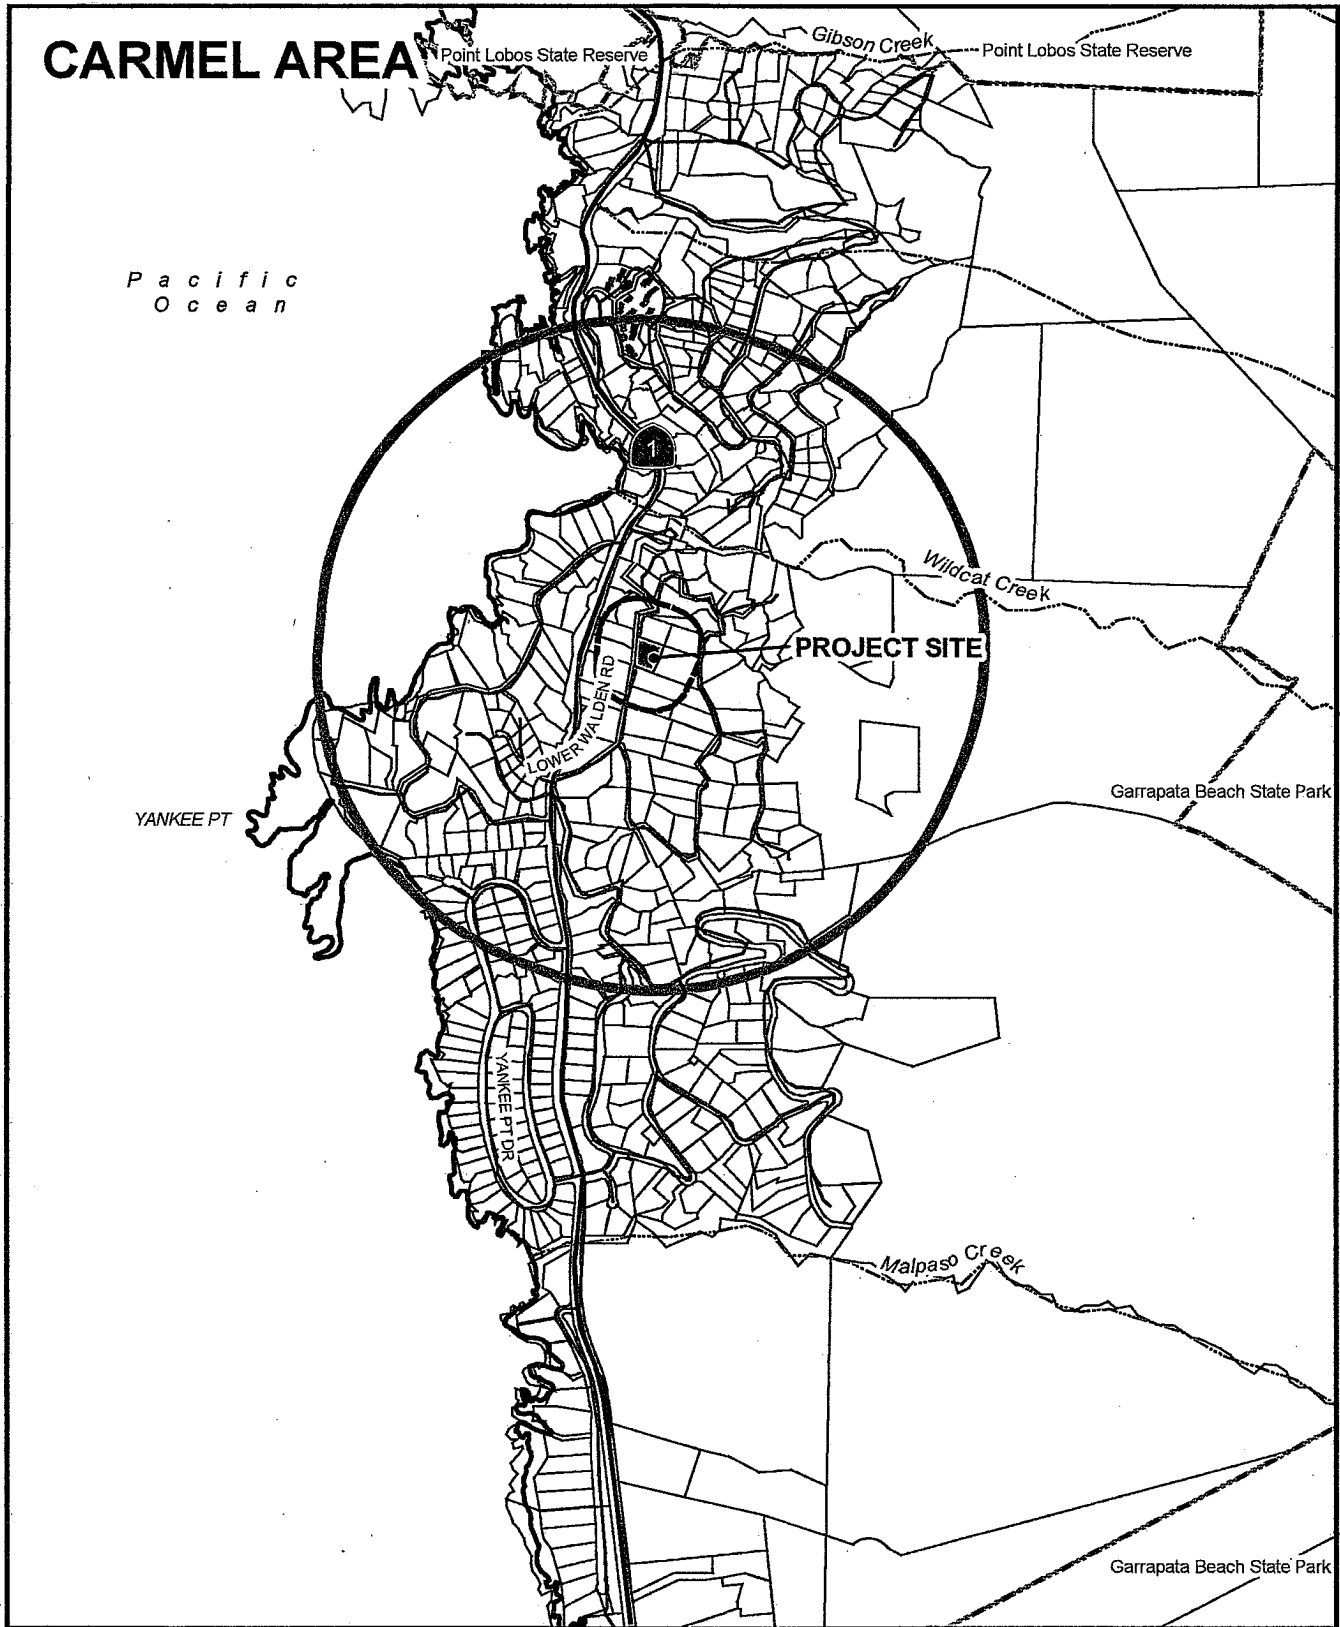 CARMEL AREA
Point Lobos State Reserve
Gibson Creek
Point Lobos State Reserve
Pacific
Ocean
1
Wildcat Creek
PROJECT SITE
LOWER WALDEN RD
Garrapata Beach State Park
YANKEE PT
YANKEE PT DR
Malpaso Creek
Garrapata Beach State Park